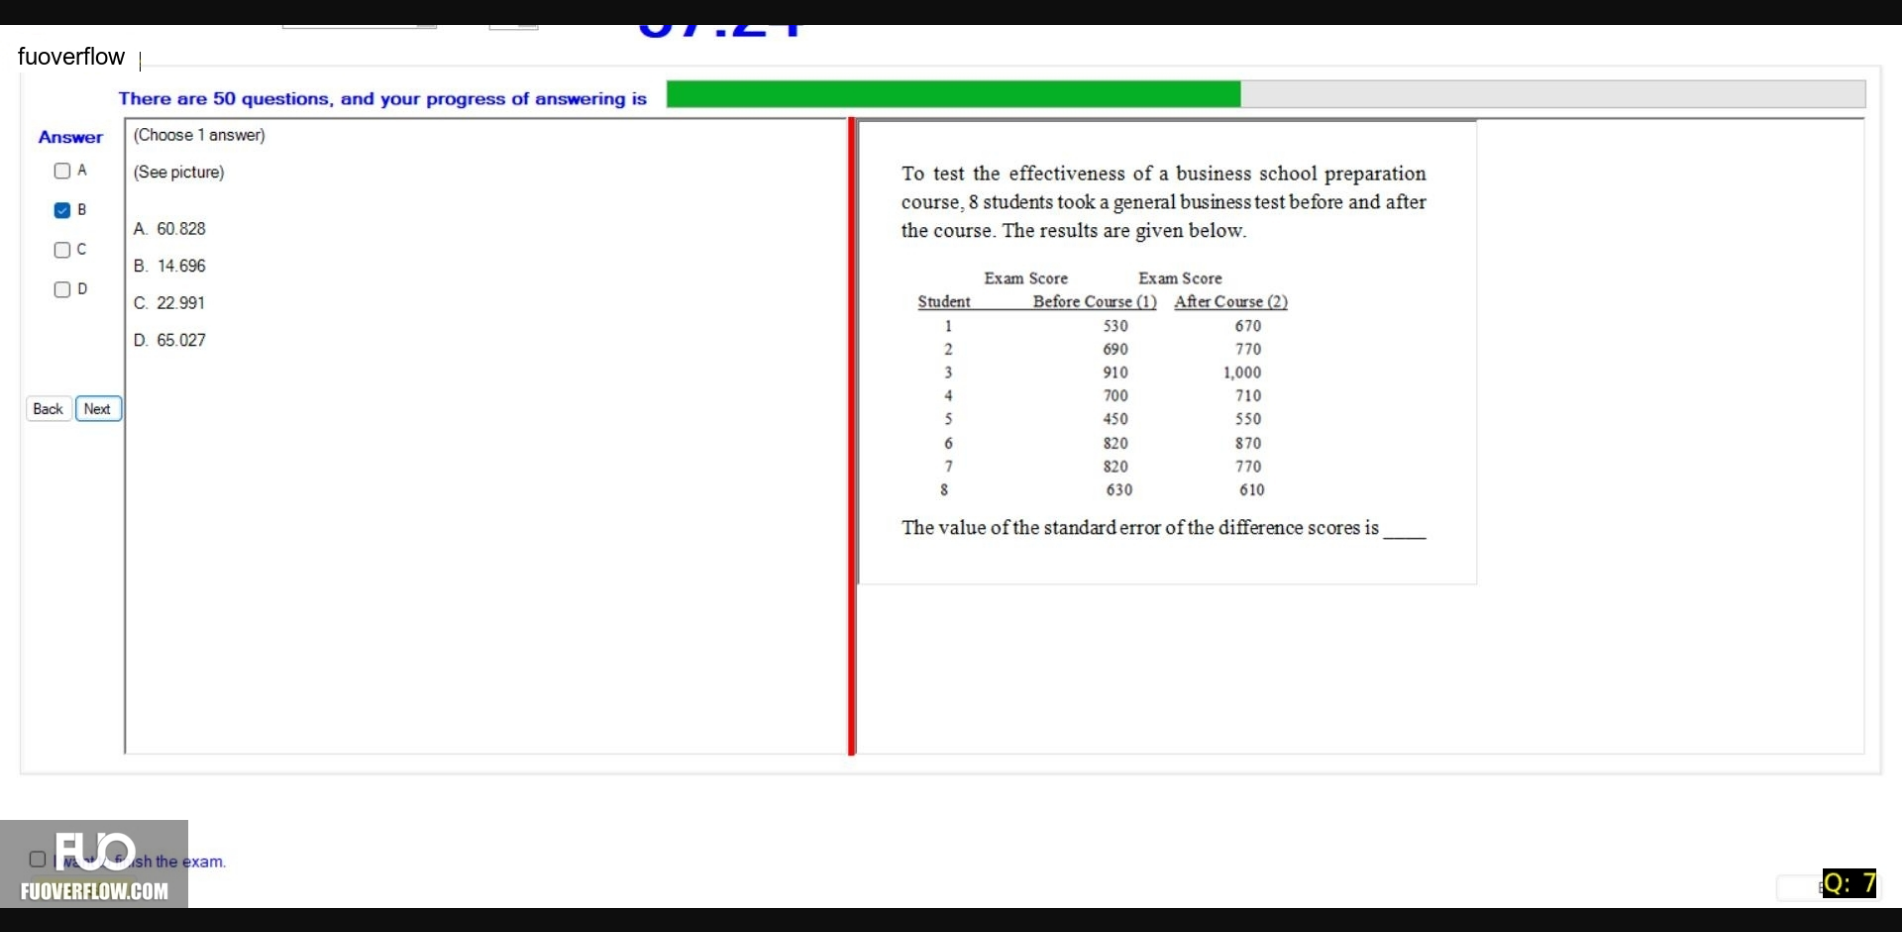 fuoverflow
There are 50 questions, and your progress of answering is
Answer
(Choose 1 answer)
A
(See picture)
B
A. 60.828
C
B. 14.696
D
C. 22.991
D. 65.027
Back Next
To test the effectiveness of a business school preparation
course, 8 students took a general business test before and after
the course. The results are given below.
Exam Score Exam Score
Student Before Course (1) After Course (2)
1 530 670
2 690 770
3 910 1,000
4 700 710
5 450 550
6 820 870
7 820 770
8 630 610
The value of the standard error of the difference scores is ____
FUO
the exam.
FUOVERFLOW.COM
Q: 7